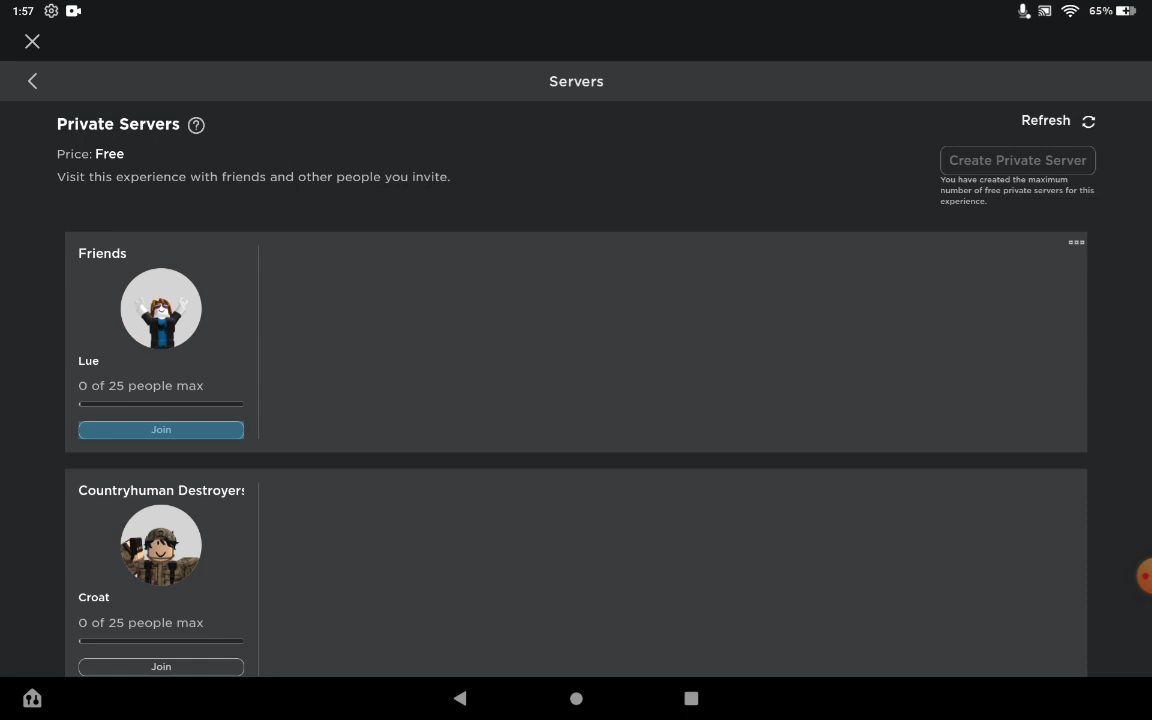 1:57
65%
Servers
Private Servers
Refresh
Price: Free
Create Private Server
Visit this experience with friends and other people you invite.
You have created the maximum
number of free private servers for this
experience.
Friends
Lue
0 of 25 people max
Join
Countryhuman Destroyers
Croat
0 of 25 people max
Join